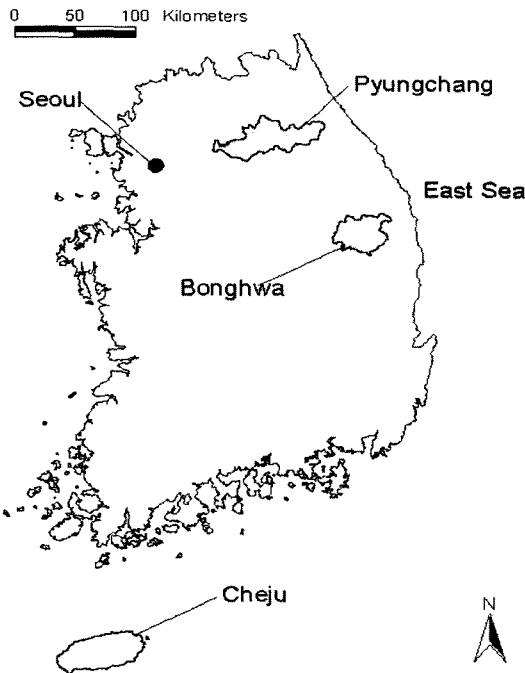 0 50 100 Kilometers
Pyungchang
Seoul
East Sea
Bonghwa
Cheju
N